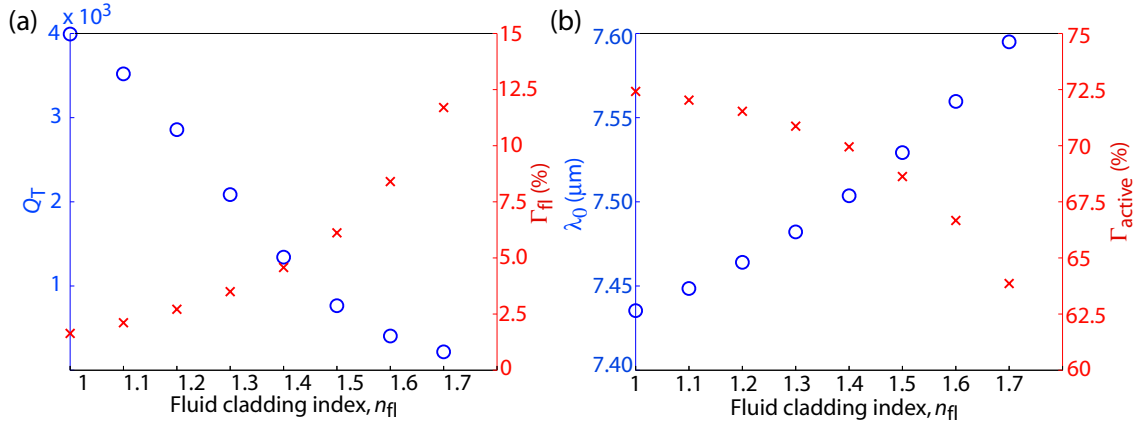 (a)
4 x 10³
3
2
1
Q_T
15
12.5
10
7.5
5.0
2.5
0
Γ_fl (%)
1 1.1 1.2 1.3 1.4 1.5 1.6 1.7
Fluid cladding index, n_fl
(b)
7.60
7.55
7.50
7.45
7.40
λ₀ (μm)
75
72.5
70
67.5
65
62.5
60
Γ_active (%)
1 1.1 1.2 1.3 1.4 1.5 1.6 1.7
Fluid cladding index, n_fl